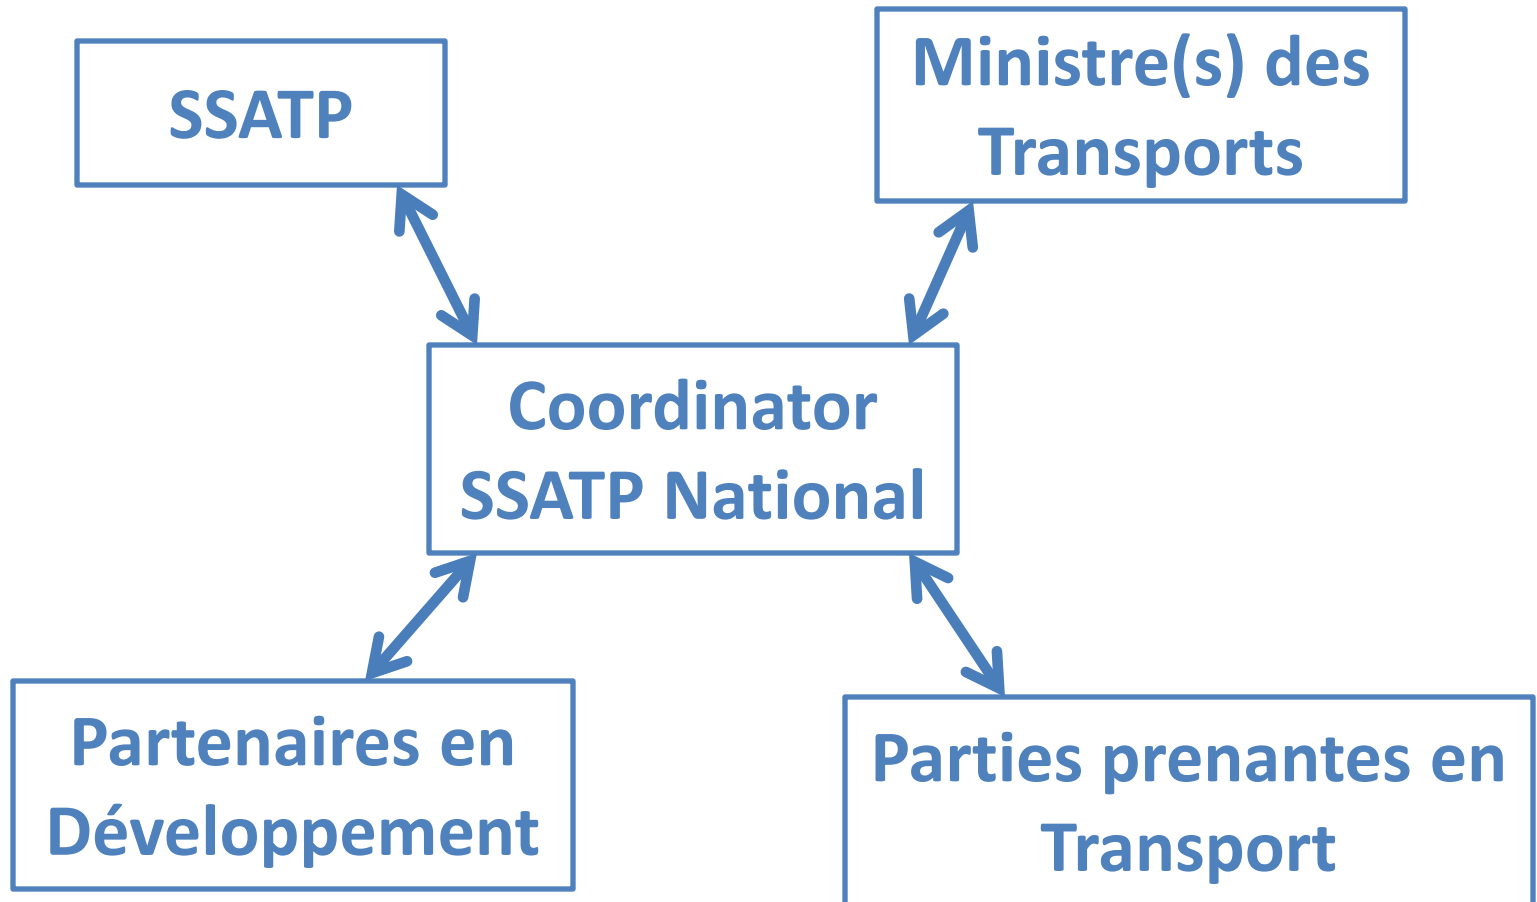 SSATP
Ministre(s) des
Transports
Coordinator
SSATP National
Partenaires en
Développement
Parties prenantes en
Transport